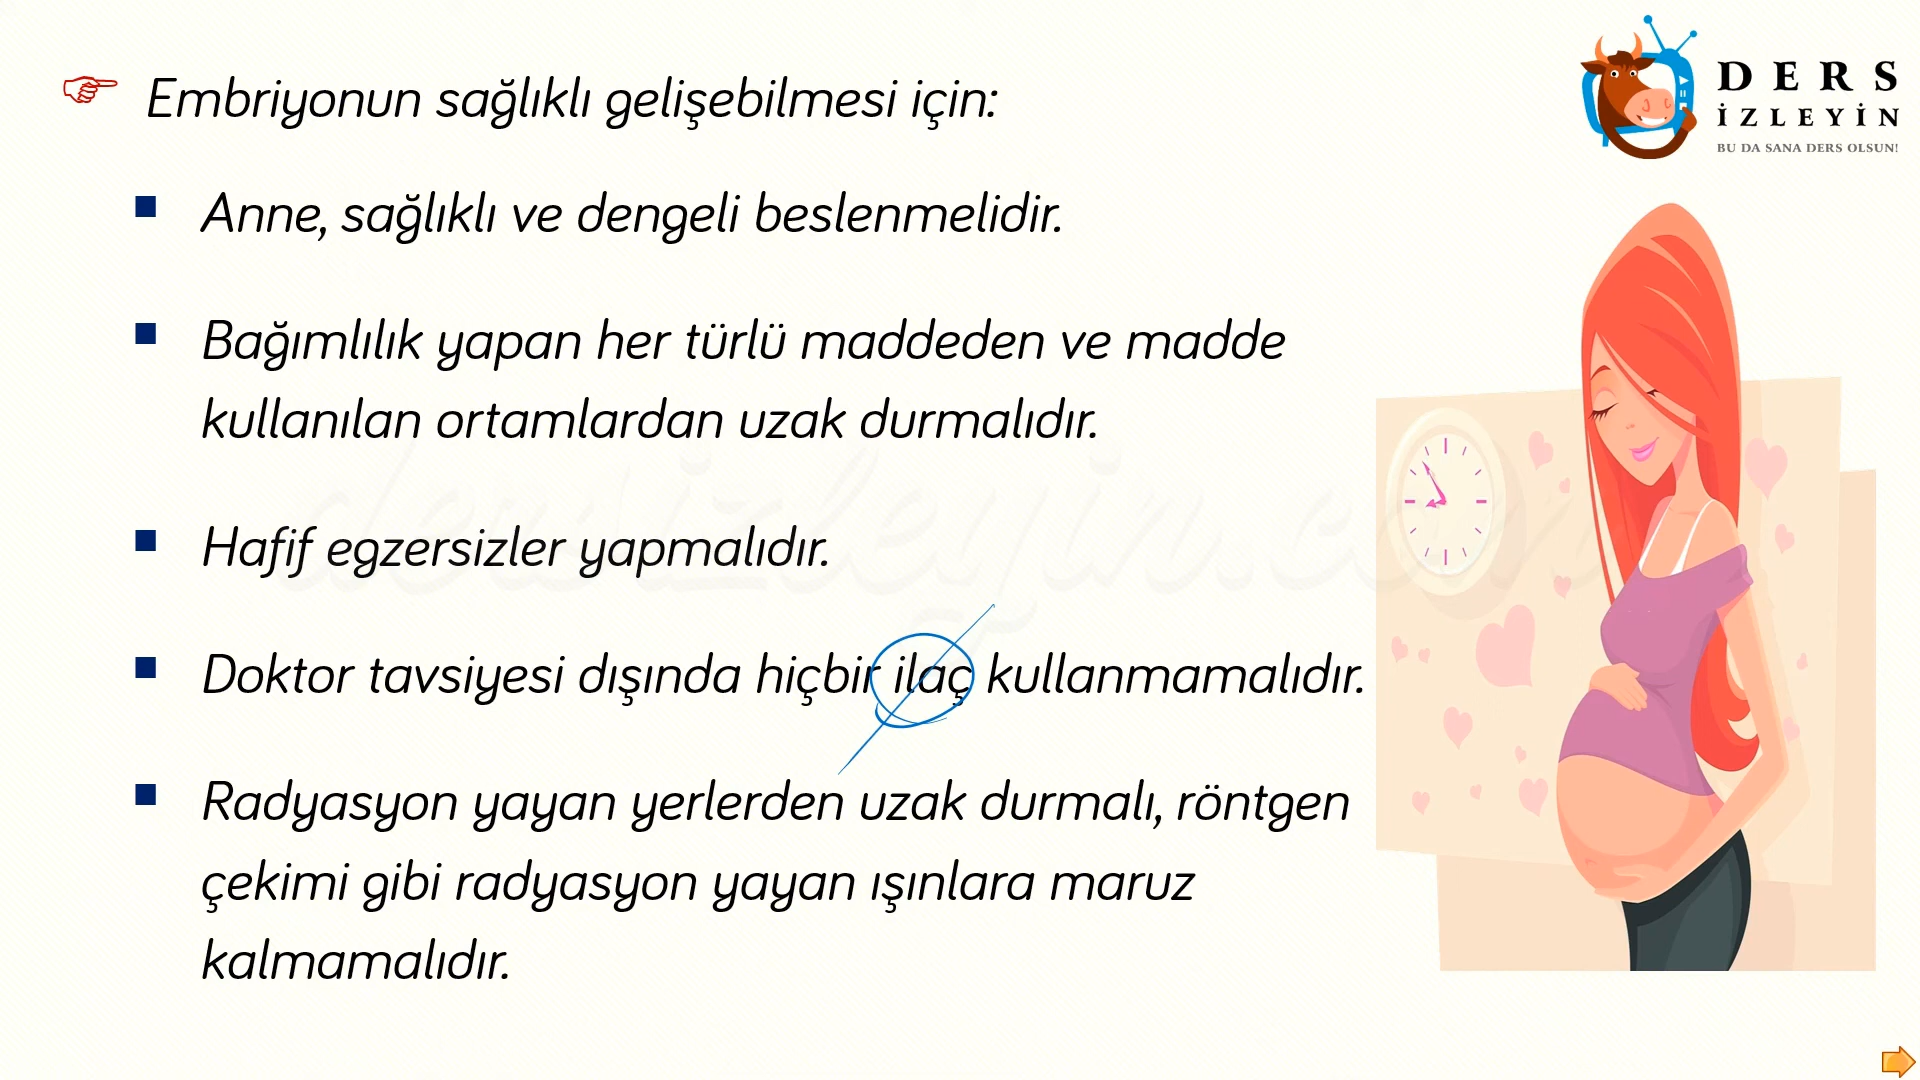 Embriyonun sağlıklı gelişebilmesi için:
Anne, sağlıklı ve dengeli beslenmelidir.
Bağımlılık yapan her türlü maddeden ve madde
kullanılan ortamlardan uzak durmalıdır.
Hafif egzersizler yapmalıdır.
Doktor tavsiyesi dışında hiçbir ilaç kullanmamalıdır.
Radyasyon yayan yerlerden uzak durmalı, röntgen
çekimi gibi radyasyon yayan ışınlara maruz
kalmamalıdır.
DERS
İZLEYİN
BU DA SANA DERS OLSUN!
dersizleyin.com